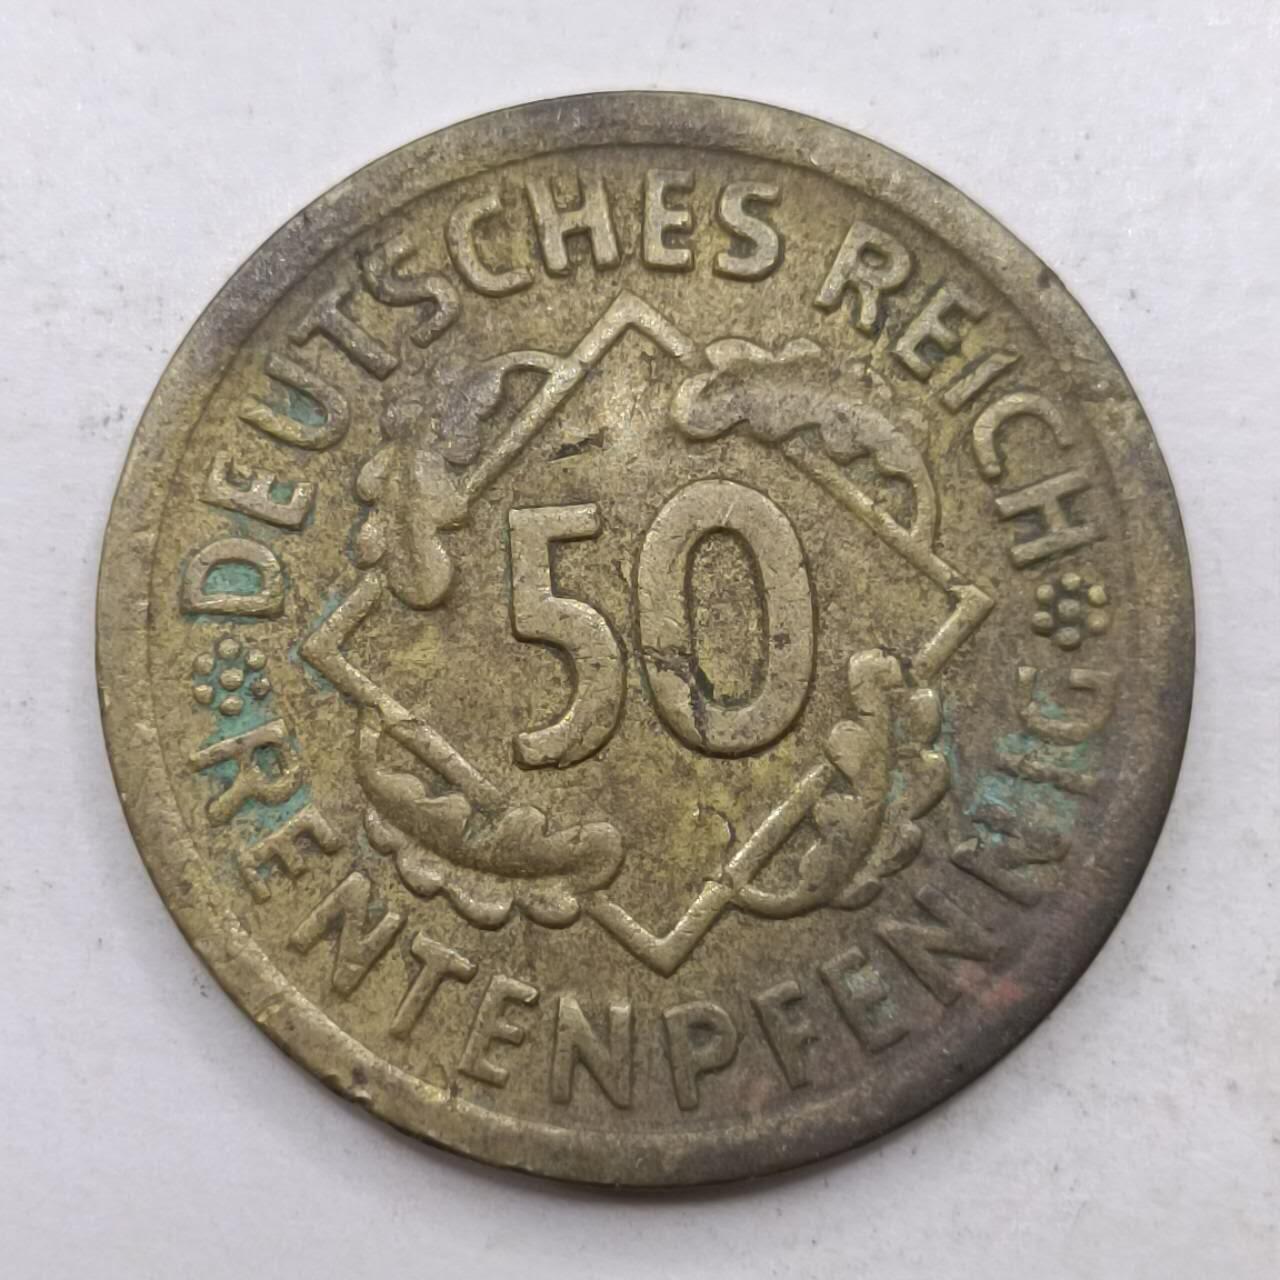 DEUTSCHES REICH
50
RENTENPFENNIG